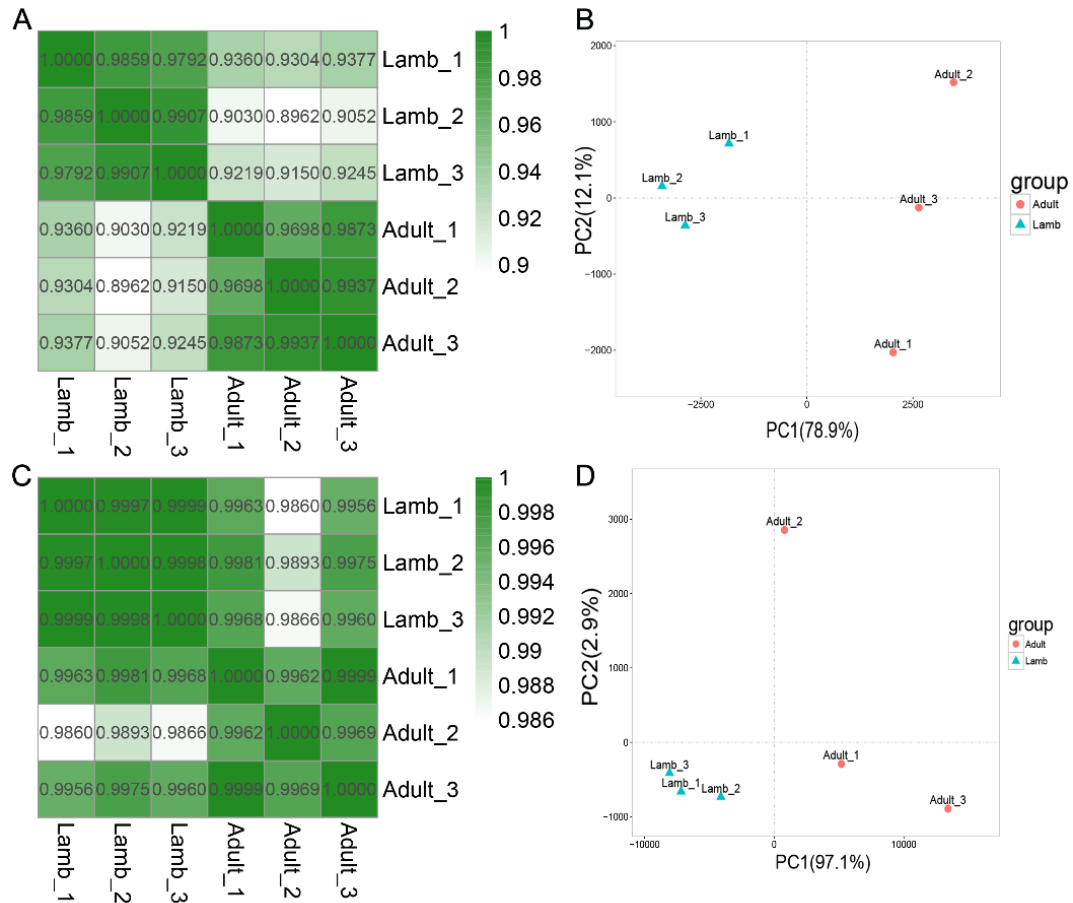 A
1.0000 0.9859 0.9792 0.9360 0.9304 0.9377 Lamb_1
0.9859 1.0000 0.9907 0.9030 0.8962 0.9052 Lamb_2
0.9792 0.9907 1.0000 0.9219 0.9150 0.9245 Lamb_3
0.9360 0.9030 0.9219 1.0000 0.9698 0.9873 Adult_1
0.9304 0.8962 0.9150 0.9698 1.0000 0.9937 Adult_2
0.9377 0.9052 0.9245 0.9873 0.9937 1.0000 Adult_3
Lamb_1 Lamb_2 Lamb_3 Adult_1 Adult_2 Adult_3
1
0.98
0.96
0.94
0.92
0.9
B
2000
1000
0
−1000
−2000
PC2(12.1%)
Adult_2
Lamb_1
Lamb_2
Lamb_3
Adult_3
Adult_1
−2500 0 2500
PC1(78.9%)
group
Adult
Lamb
C
1.0000 0.9997 0.9999 0.9963 0.9860 0.9956 Lamb_1
0.9997 1.0000 0.9998 0.9981 0.9893 0.9975 Lamb_2
0.9999 0.9998 1.0000 0.9968 0.9866 0.9960 Lamb_3
0.9963 0.9981 0.9968 1.0000 0.9962 0.9999 Adult_1
0.9860 0.9893 0.9866 0.9962 1.0000 0.9969 Adult_2
0.9956 0.9975 0.9960 0.9999 0.9969 1.0000 Adult_3
Lamb_1 Lamb_2 Lamb_3 Adult_1 Adult_2 Adult_3
1
0.998
0.996
0.994
0.992
0.99
0.988
0.986
D
3000
2000
1000
0
−1000
PC2(2.9%)
Adult_2
Lamb_3
Lamb_1
Lamb_2
Adult_1
Adult_3
−10000 0 10000
PC1(97.1%)
group
Adult
Lamb